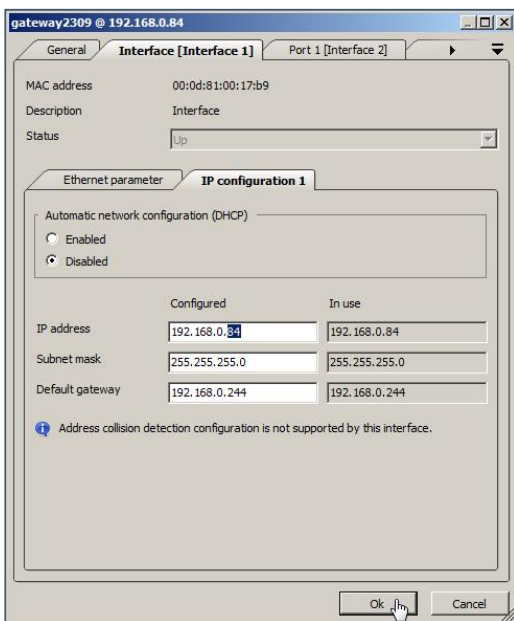 gateway2309 @ 192.168.0.84
General Interface [Interface 1] Port 1 [Interface 2]
MAC address 00:0d:81:00:17:b9
Description Interface
Status Up
Ethernet parameter IP configuration 1
Automatic network configuration (DHCP)
Enabled
Disabled
Configured In use
IP address 192.168.0.84 192.168.0.84
Subnet mask 255.255.255.0 255.255.255.0
Default gateway 192.168.0.244 192.168.0.244
Address collision detection configuration is not supported by this interface.
Ok Cancel